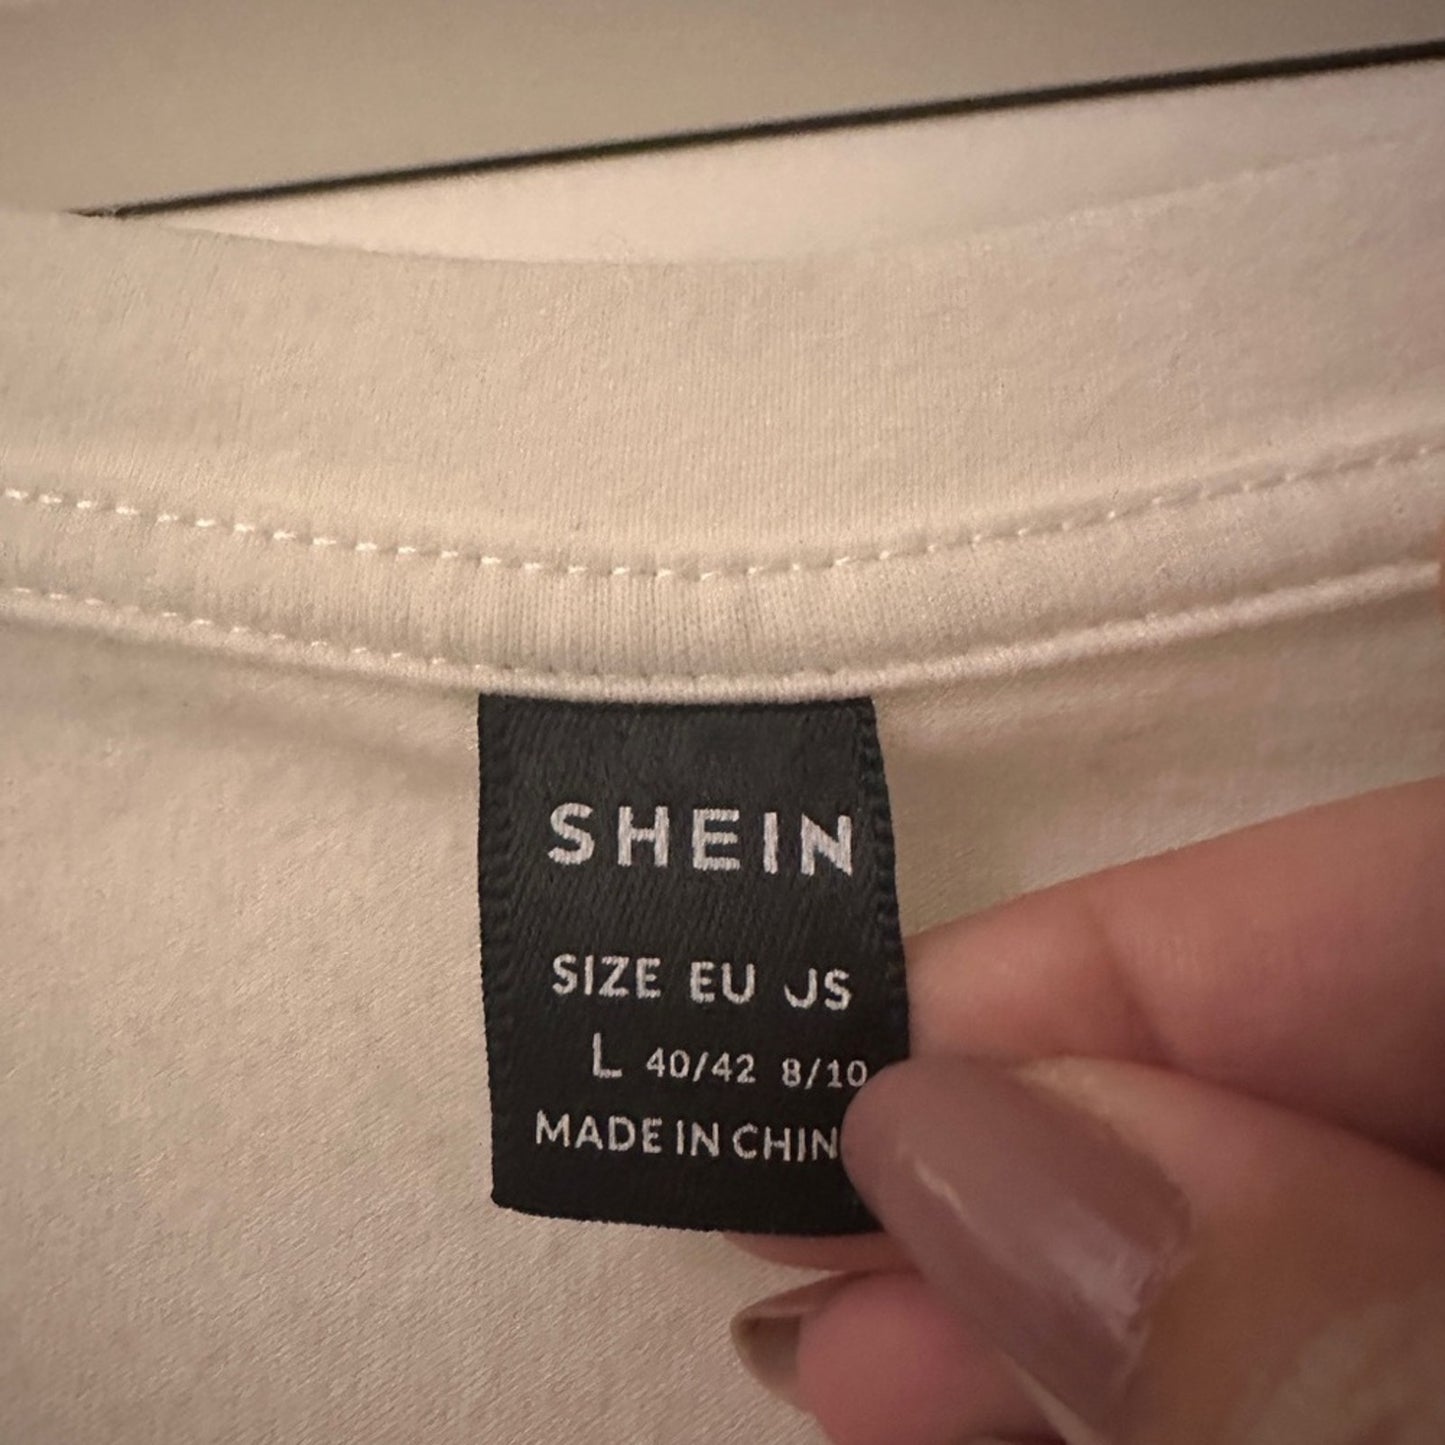 SHEIN
SIZE EU JS
L 40/42 8/10
MADE IN CHIN